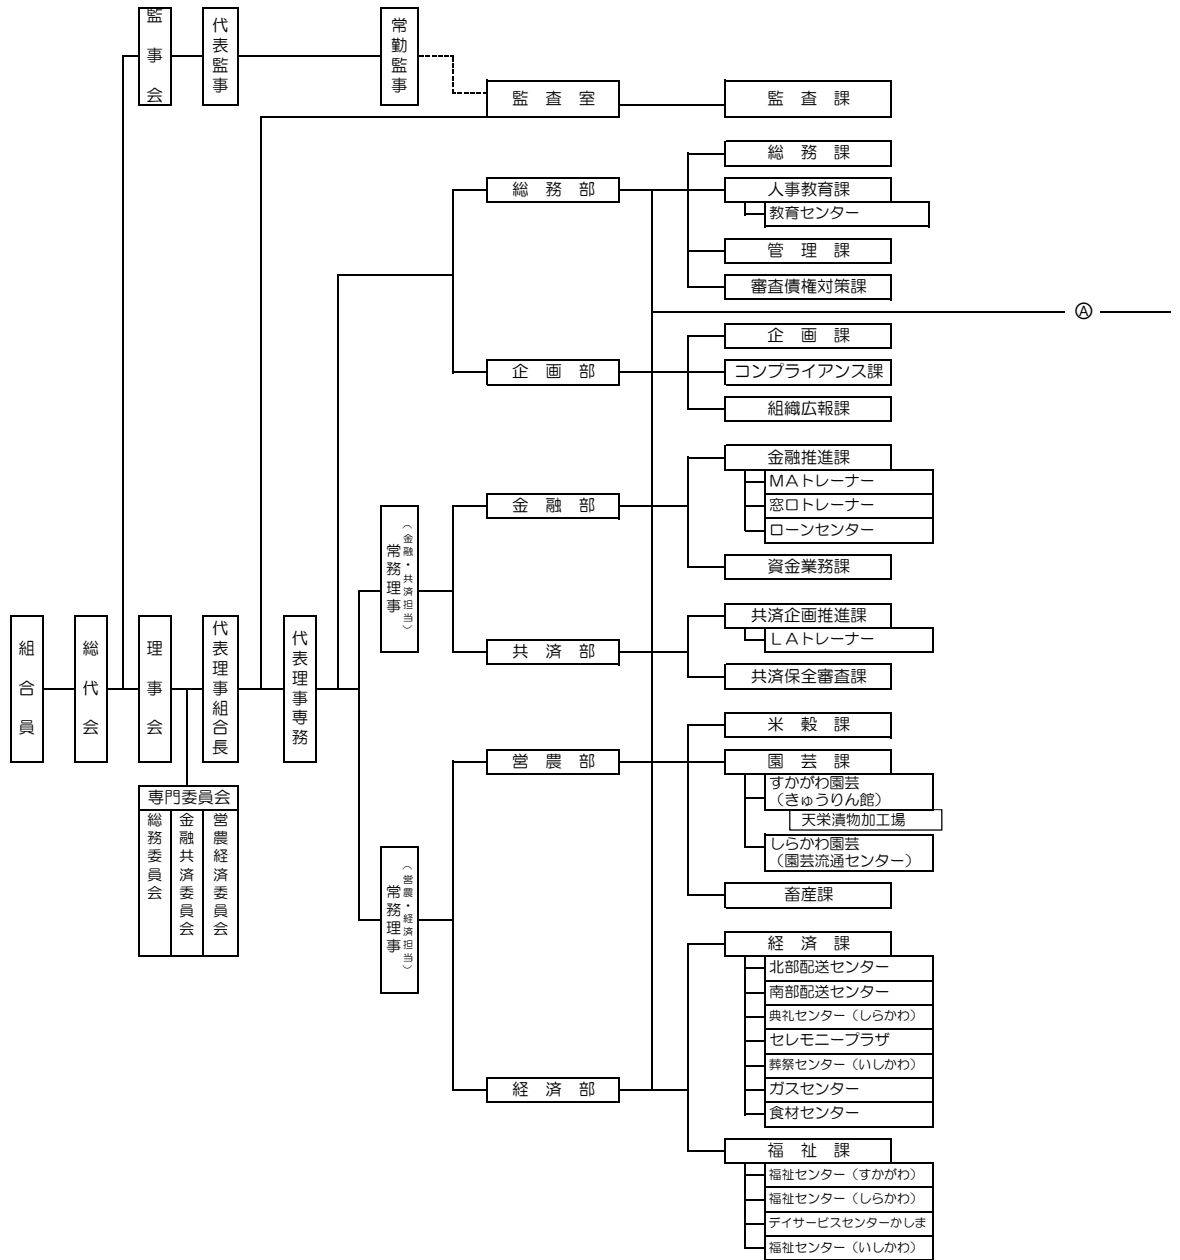 監事会
代表監事
常勤監事
監査室
監査課
総務課
総務部
人事教育課
教育センター
管理課
審査債権対策課
Ⓐ
企画課
企画部
コンプライアンス課
組織広報課
金融推進課
MAトレーナー
金融部
窓口トレーナー
ローンセンター
常務理事
（金融・共済担当）
資金業務課
共済企画推進課
LAトレーナー
共済部
共済保全審査課
組合員
総代会
理事会
代表理事組合長
代表理事専務
米穀課
営農部
園芸課
すかがわ園芸
（きゅうりん館）
天栄漬物加工場
しらかわ園芸
（園芸流通センター）
畜産課
専門委員会
総務委員会
金融共済委員会
営農経済委員会
常務理事
（営農・経済担当）
経済課
北部配送センター
南部配送センター
典礼センター（しらかわ）
セレモニープラザ
葬祭センター（いしかわ）
経済部
ガスセンター
食材センター
福祉課
福祉センター（すかがわ）
福祉センター（しらかわ）
デイサービスセンターかしま
福祉センター（いしかわ）